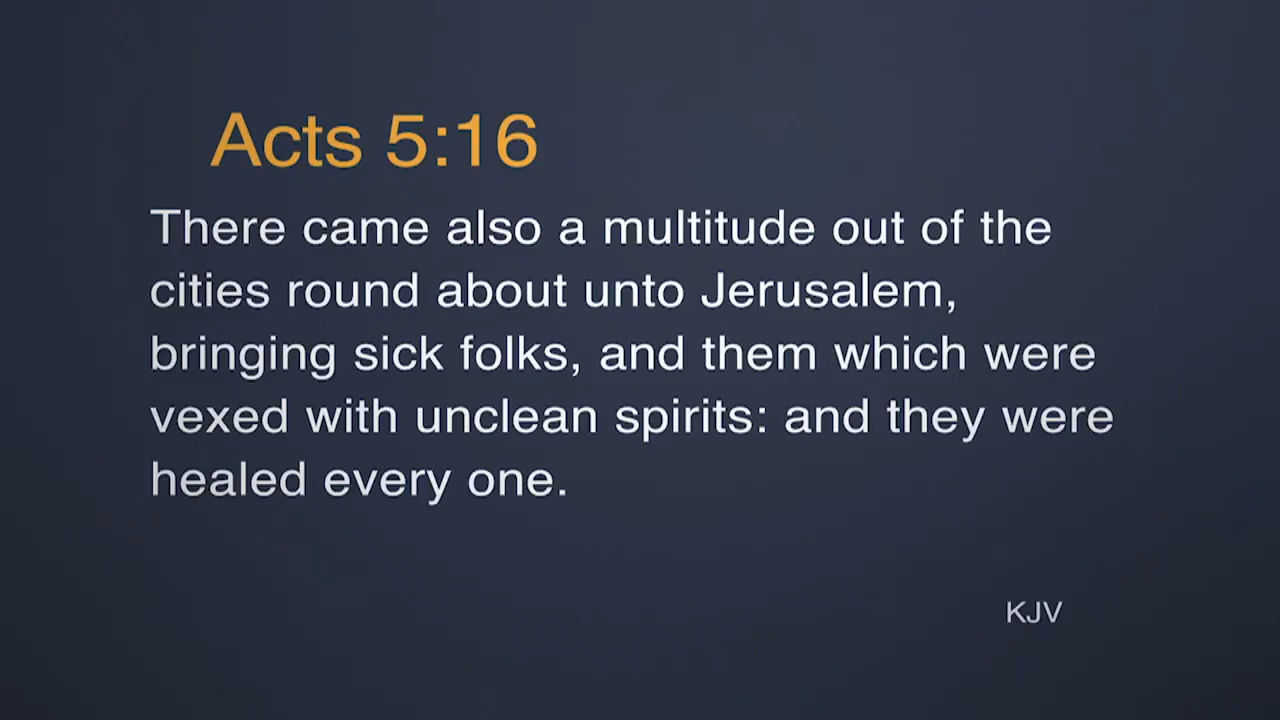 Acts 5:16
There came also a multitude out of the
cities round about unto Jerusalem,
bringing sick folks, and them which were
vexed with unclean spirits: and they were
healed every one.
KJV